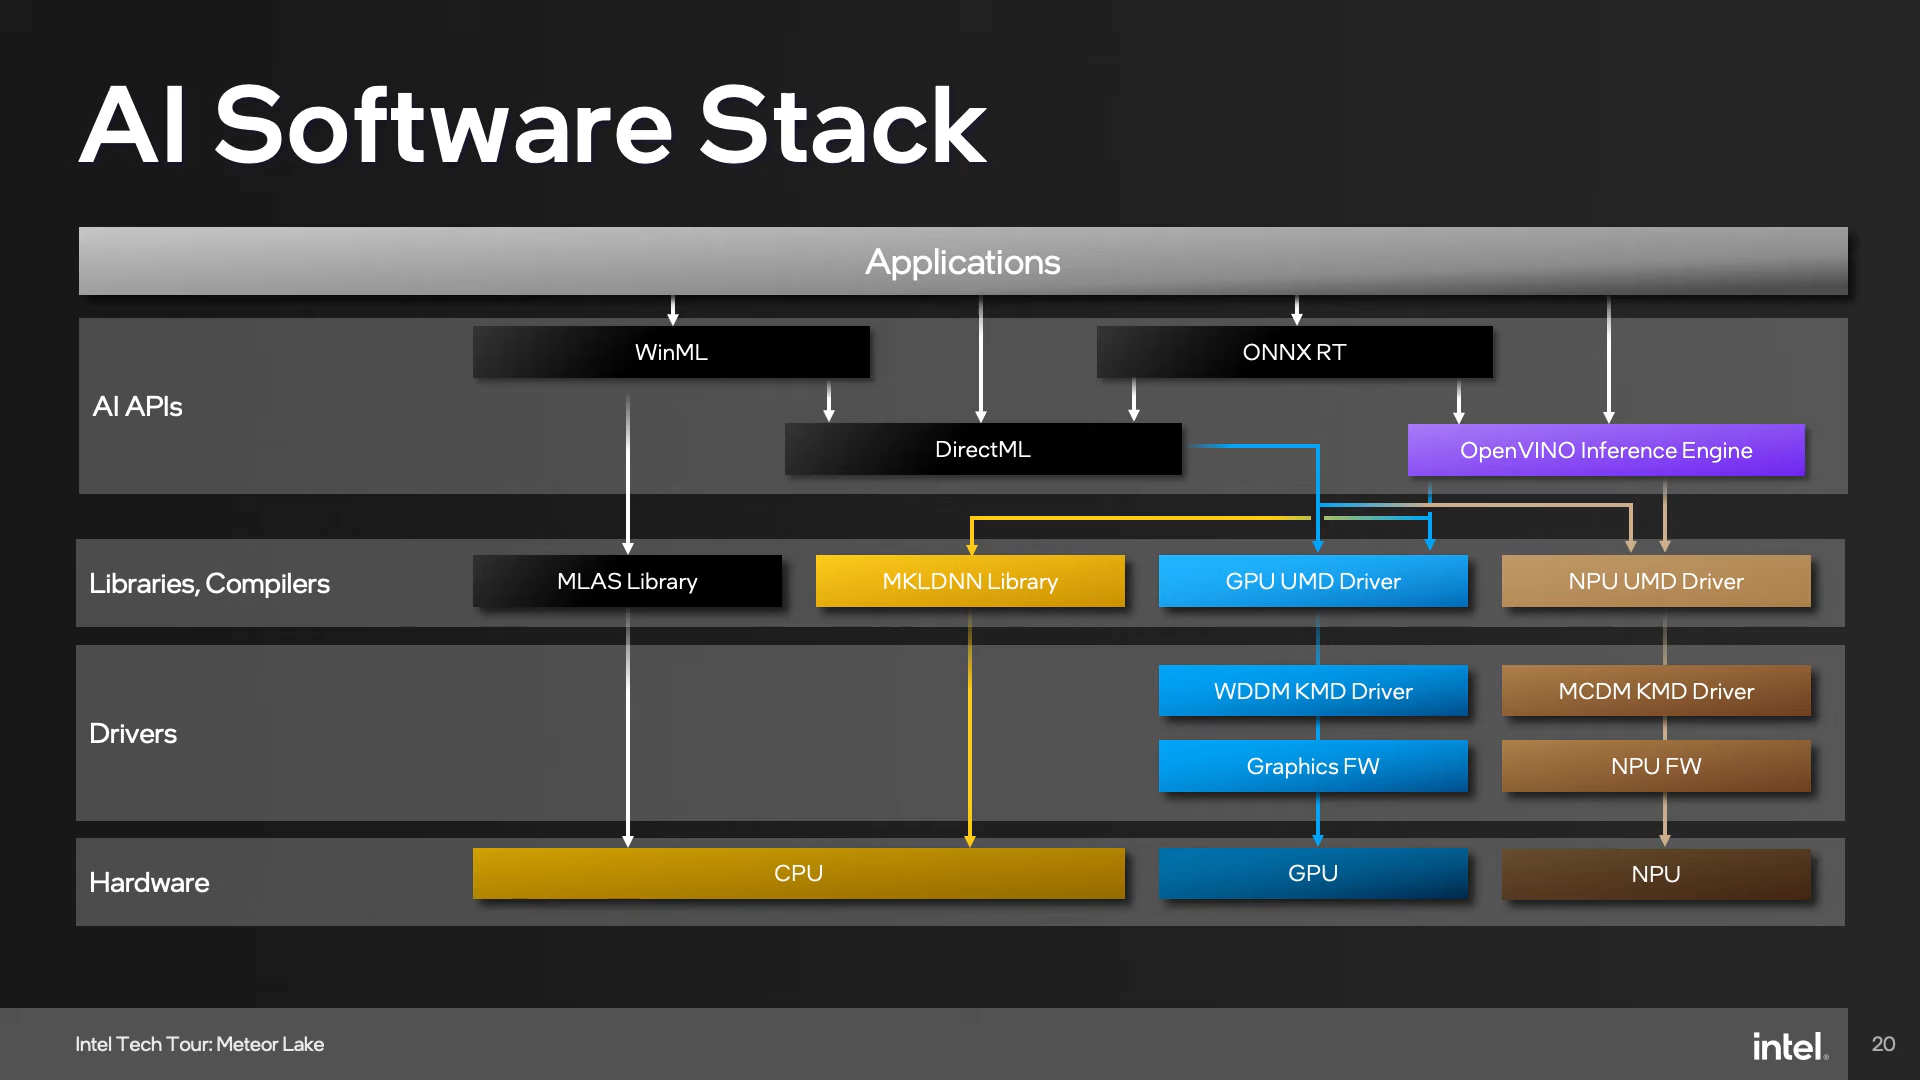 AI Software Stack
Applications
AI APIs
WinML
ONNX RT
DirectML
OpenVINO Inference Engine
Libraries, Compilers
MLAS Library
MKLDNN Library
GPU UMD Driver
NPU UMD Driver
Drivers
WDDM KMD Driver
MCDM KMD Driver
Graphics FW
NPU FW
Hardware
CPU
GPU
NPU
Intel Tech Tour: Meteor Lake
intel®
20